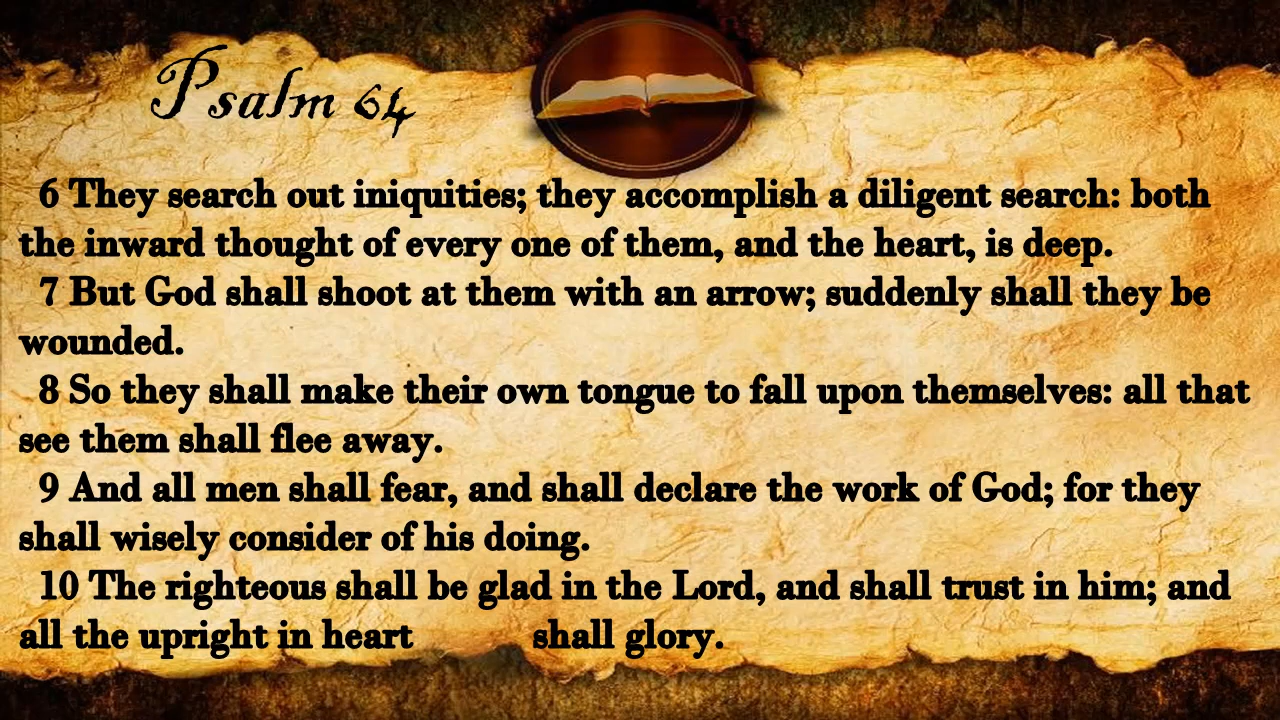 Psalm 64
6 They search out iniquities; they accomplish a diligent search: both
the inward thought of every one of them, and the heart, is deep.
7 But God shall shoot at them with an arrow; suddenly shall they be
wounded.
8 So they shall make their own tongue to fall upon themselves: all that
see them shall flee away.
9 And all men shall fear, and shall declare the work of God; for they
shall wisely consider of his doing.
10 The righteous shall be glad in the Lord, and shall trust in him; and
all the upright in heart shall glory.